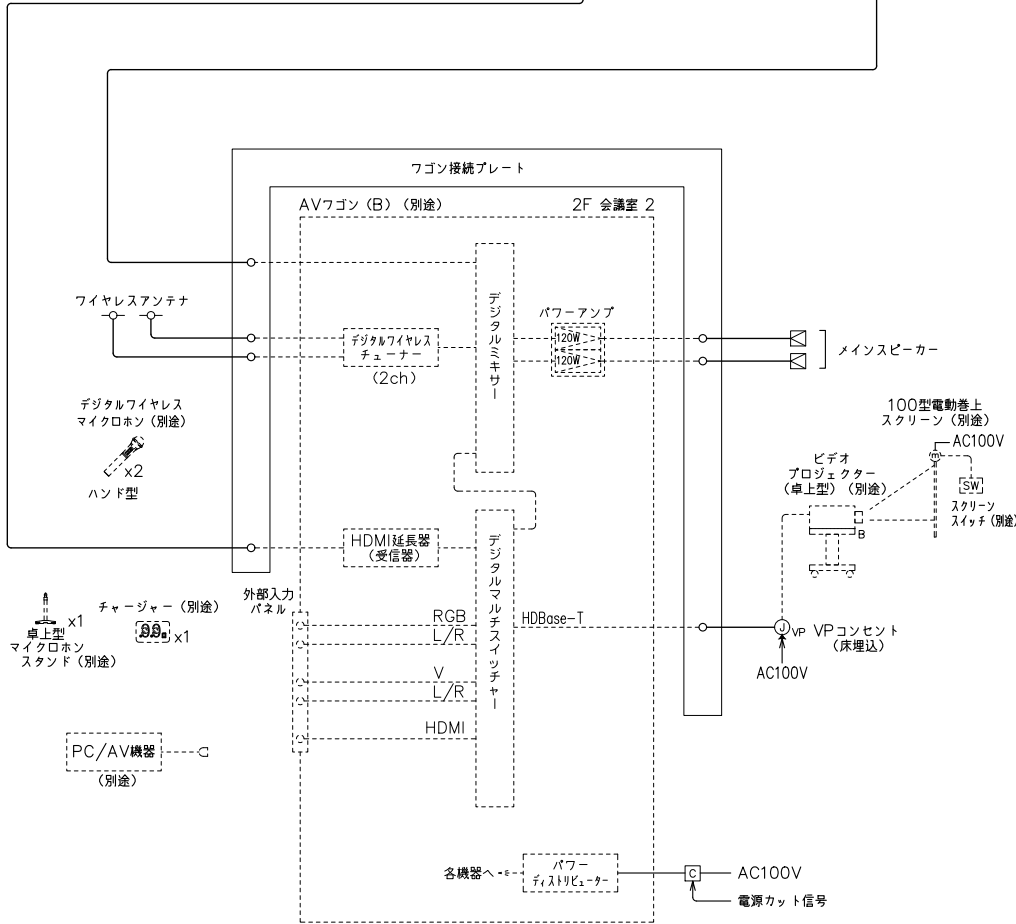 ワゴン接続プレート
AVワゴン（B）（別途）
2F 会議室 2
ワイヤレスアンテナ
デジタルワイヤレス
チューナー
（2ch）
デジタルミキサー
パワーアンプ
120W
120W
メインスピーカー
デジタルワイヤレス
マイクロホン（別途）
x2
ハンド型
100型電動巻上
スクリーン（別途）
AC100V
m
SW
スクリーン
スイッチ（別途）
ビデオ
プロジェクター
（卓上型）（別途）
B
HDMI延長器
（受信器）
デジタルマルチスイッチャー
外部入力
パネル
RGB
L/R
V
L/R
HDMI
HDBase-T
J
VP
VPコンセント
（床埋込）
AC100V
x1
卓上型
マイクロホン
スタンド（別途）
チャージャー（別途）
x1
PC/AV機器
（別途）
各機器へ
パワー
ディストリビューター
C
AC100V
電源カット信号